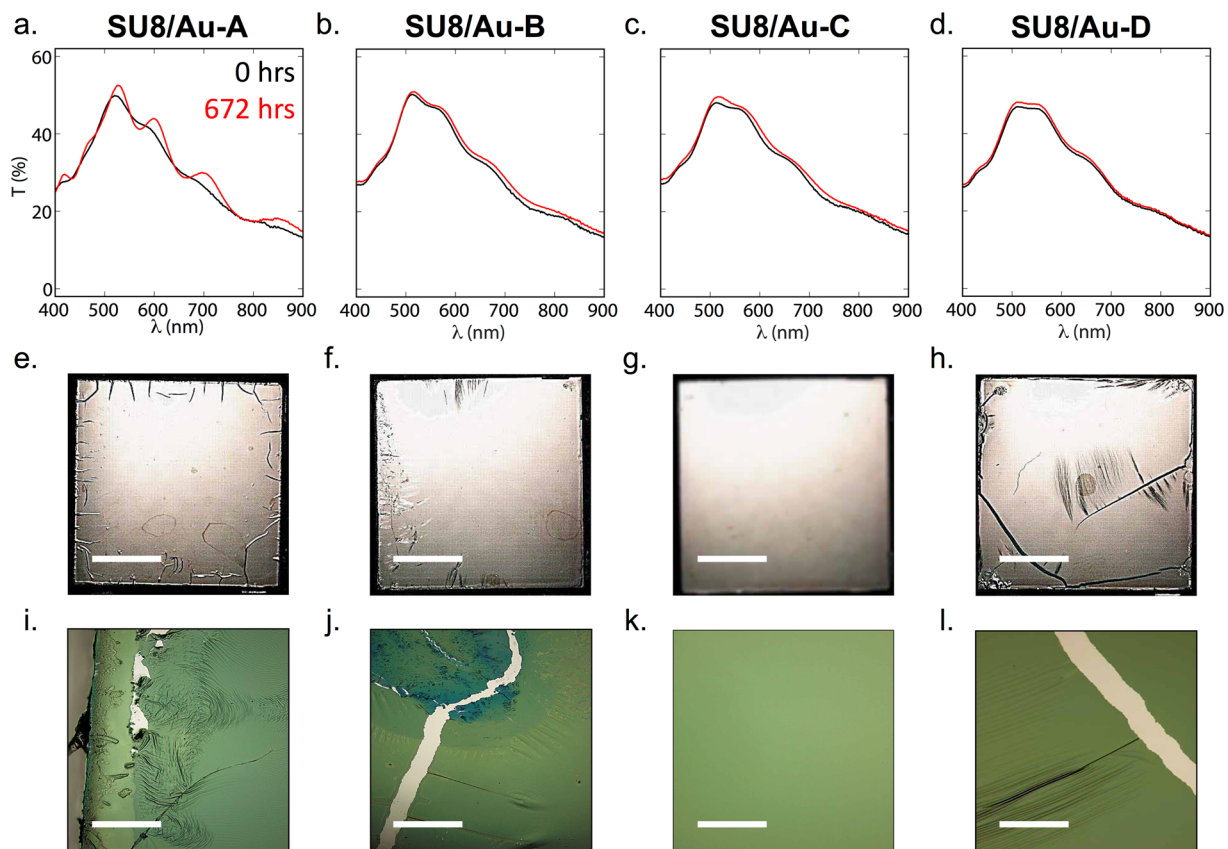 a. SU8/Au-A b. SU8/Au-B c. SU8/Au-C d. SU8/Au-D
60
0 hrs
672 hrs
40
T (%)
20
0
400 500 600 700 800 900 400 500 600 700 800 900 400 500 600 700 800 900 400 500 600 700 800 900
λ (nm) λ (nm) λ (nm) λ (nm)
e. f. g. h.
i. j. k. l.